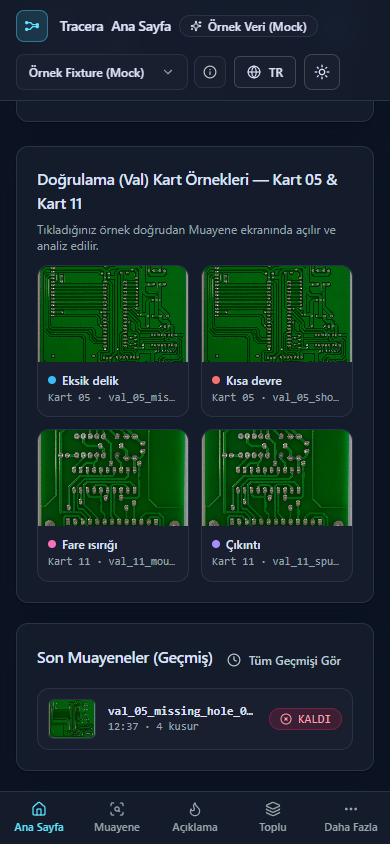 Tracera Ana Sayfa Örnek Veri (Mock)
Örnek Fixture (Mock) TR
Doğrulama (Val) Kart Örnekleri — Kart 05 &
Kart 11
Tıkladığınız örnek doğrudan Muayene ekranında açılır ve
analiz edilir.
Eksik delik
Kart 05 · val_05_mis…
Kısa devre
Kart 05 · val_05_sho…
Fare ısırığı
Kart 11 · val_11_mou…
Çıkıntı
Kart 11 · val_11_spu…
Son Muayeneler (Geçmiş) Tüm Geçmişi Gör
val_05_missing_hole_0…
12:37 · 4 kusur
KALDI
Ana Sayfa Muayene Açıklama Toplu Daha Fazla